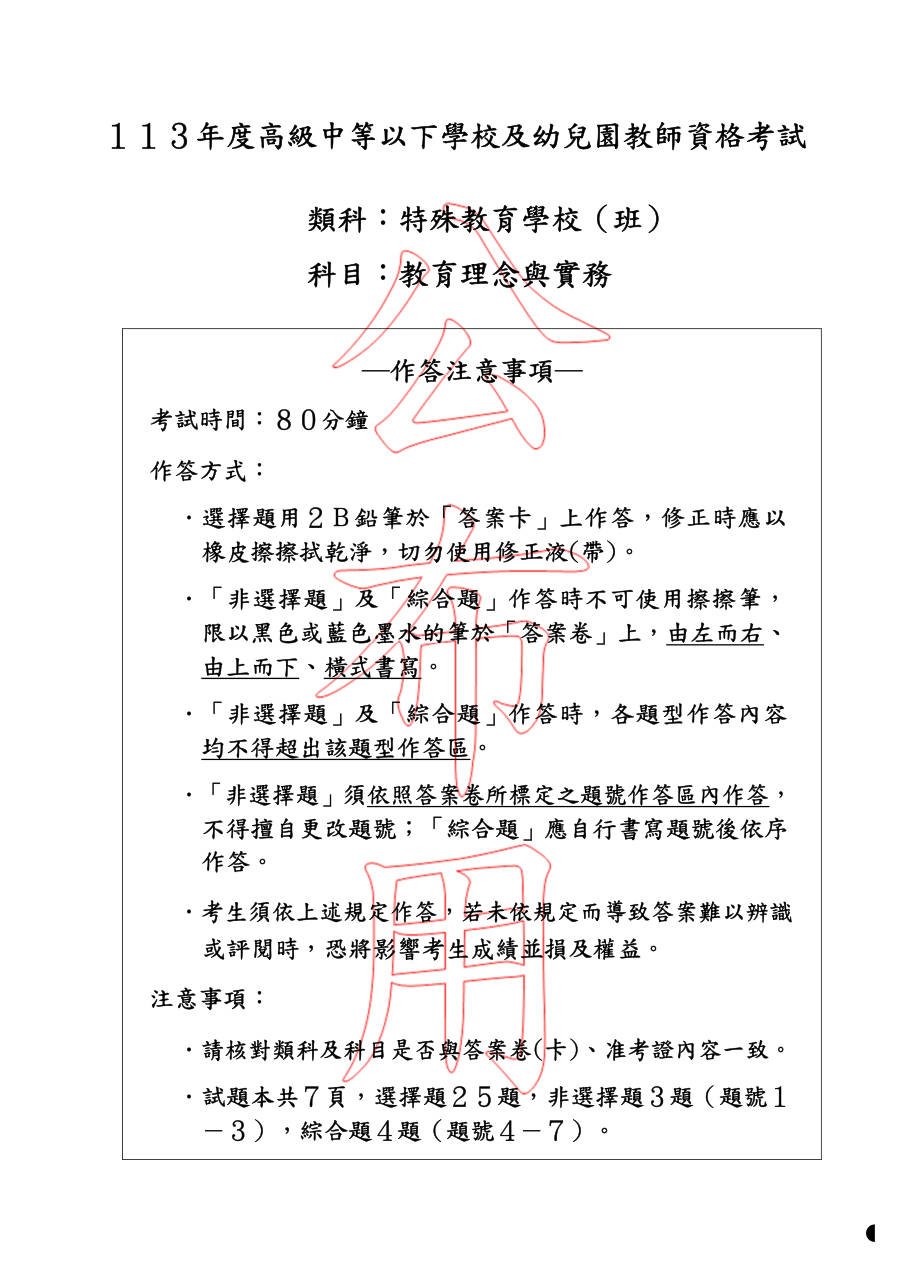 １１３年度高級中等以下學校及幼兒園教師資格考試
類科：特殊教育學校（班）
科目：教育理念與實務
—作答注意事項—
考試時間：８０分鐘
作答方式：
．選擇題用２Ｂ鉛筆於「答案卡」上作答，修正時應以
橡皮擦擦拭乾淨，切勿使用修正液(帶)。
．「非選擇題」及「綜合題」作答時不可使用擦擦筆，
限以黑色或藍色墨水的筆於「答案卷」上，由左而右、
由上而下、橫式書寫。
．「非選擇題」及「綜合題」作答時，各題型作答內容
均不得超出該題型作答區。
．「非選擇題」須依照答案卷所標定之題號作答區內作答，
不得擅自更改題號；「綜合題」應自行書寫題號後依序
作答。
．考生須依上述規定作答，若未依規定而導致答案難以辨識
或評閱時，恐將影響考生成績並損及權益。
注意事項：
．請核對類科及科目是否與答案卷(卡)、准考證內容一致。
．試題本共７頁，選擇題２５題，非選擇題３題（題號１
－３），綜合題４題（題號４－７）。
公布用